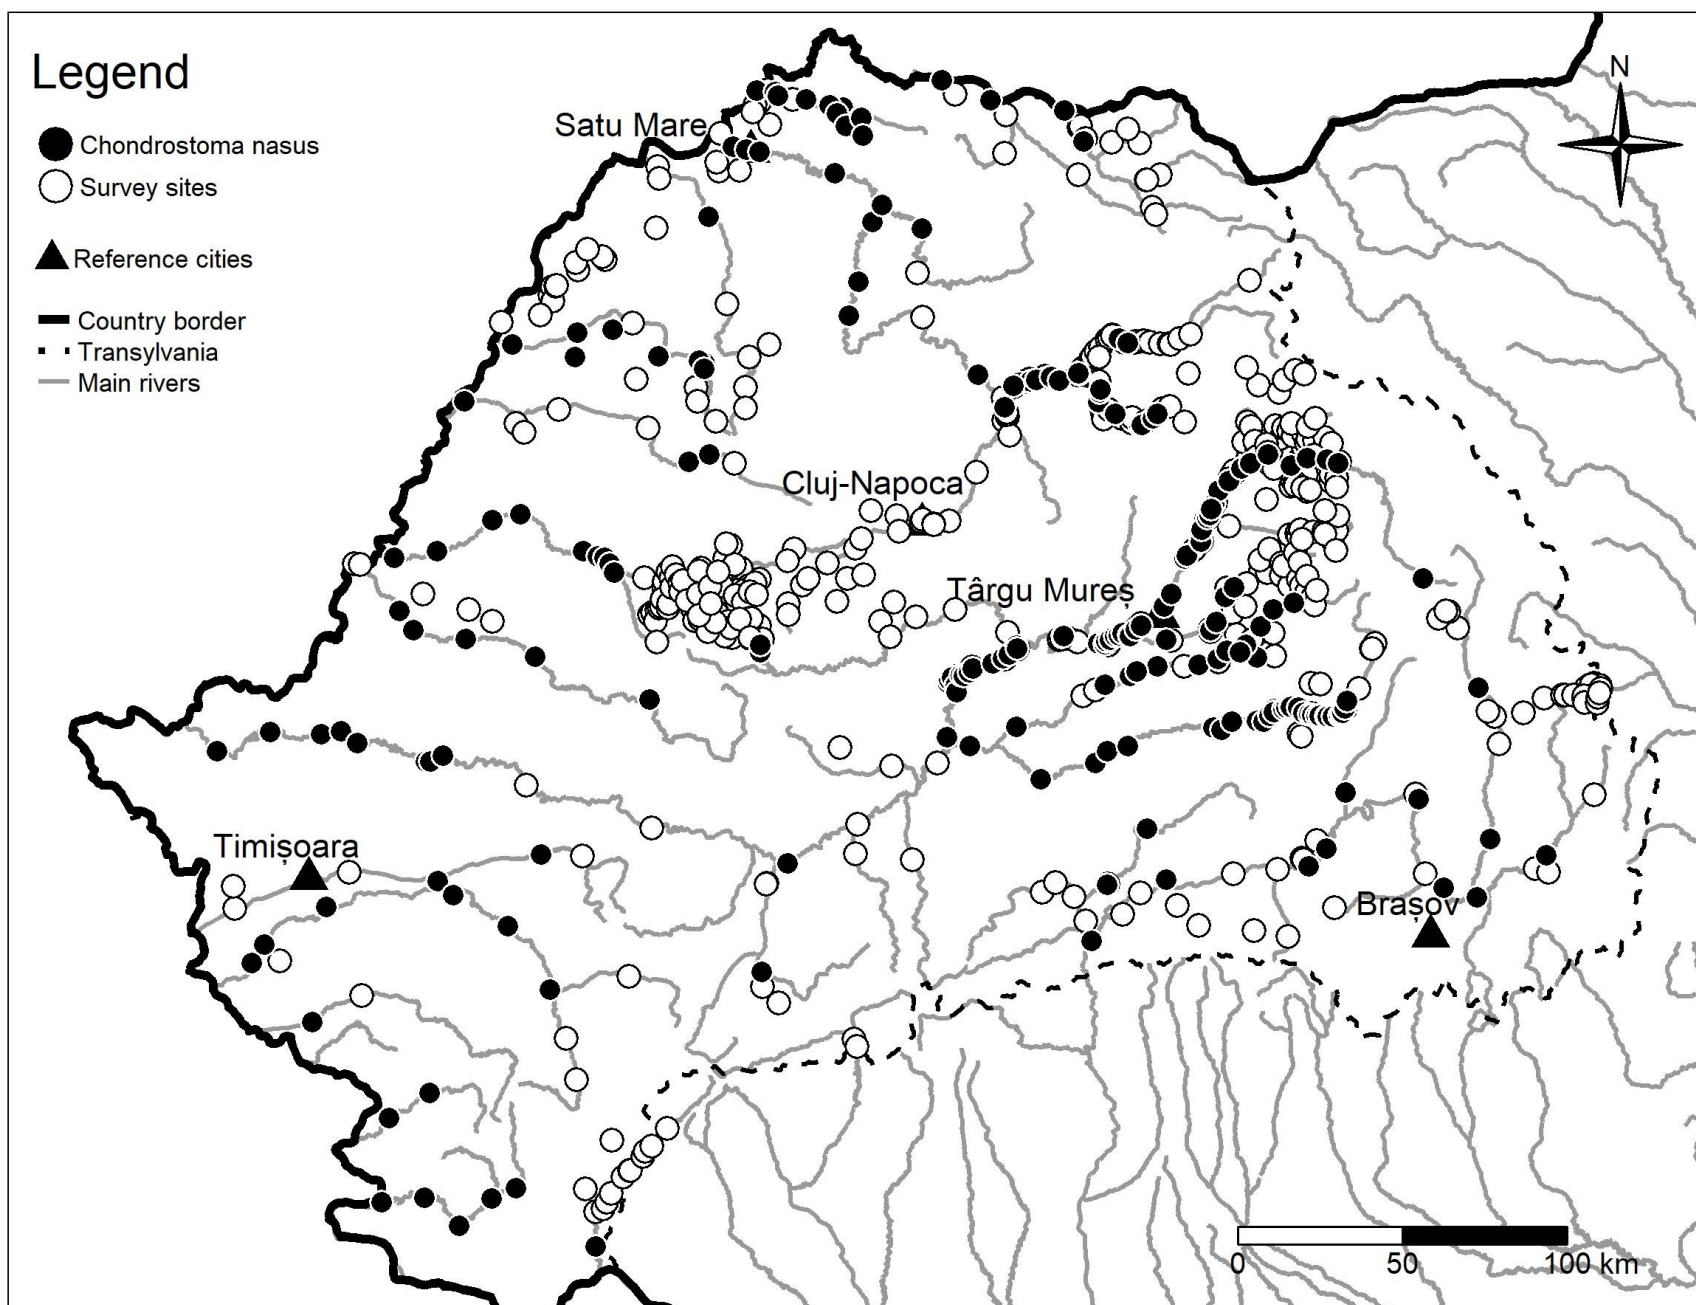 Legend
Chondrostoma nasus
Survey sites
Reference cities
Country border
Transylvania
Main rivers
N
Satu Mare
Cluj-Napoca
Târgu Mureș
Timișoara
Brașov
0 50 100 km